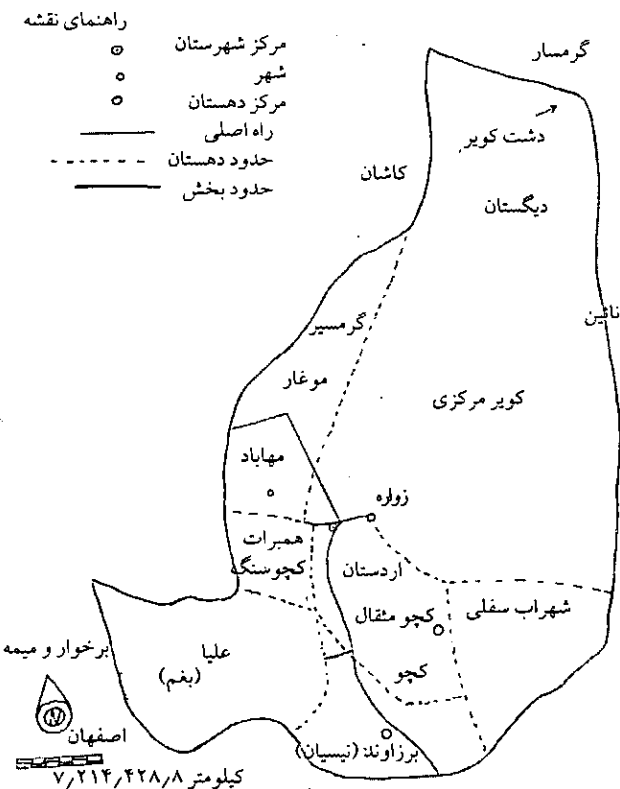 راهنمای نقشه
مرکز شهرستان
شهر
مرکز دهستان
راه اصلی
حدود دهستان
حدود بخش
گرمسار
دشت کویر
کاشان
دیگستان
نائین
گرمسیر
موغار
کویر مرکزی
مهاباد
زواره
همبرات
کچوسنگ
اردستان
شهراب سفلی
کچو مثقال
کچو
علیا
(بغم)
برخوار و میمه
اصفهان
برزاوند (نیسیان)
کیلومتر ۷٫۲۱۴٫۴۲۸٫۸